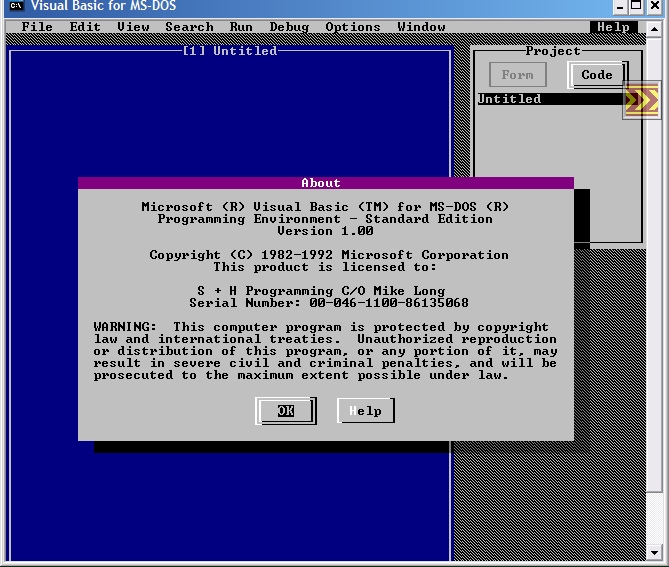 Visual Basic for MS-DOS
File Edit View Search Run Debug Options Window Help
[1] Untitled
Project
Form Code
Untitled
About
Microsoft (R) Visual Basic (TM) for MS-DOS (R)
Programming Environment - Standard Edition
Version 1.00
Copyright (C) 1982-1992 Microsoft Corporation
This product is licensed to:
S + H Programming C/O Mike Long
Serial Number: 00-046-1100-86135068
WARNING: This computer program is protected by copyright
law and international treaties. Unauthorized reproduction
or distribution of this program, or any portion of it, may
result in severe civil and criminal penalties, and will be
prosecuted to the maximum extent possible under law.
OK Help